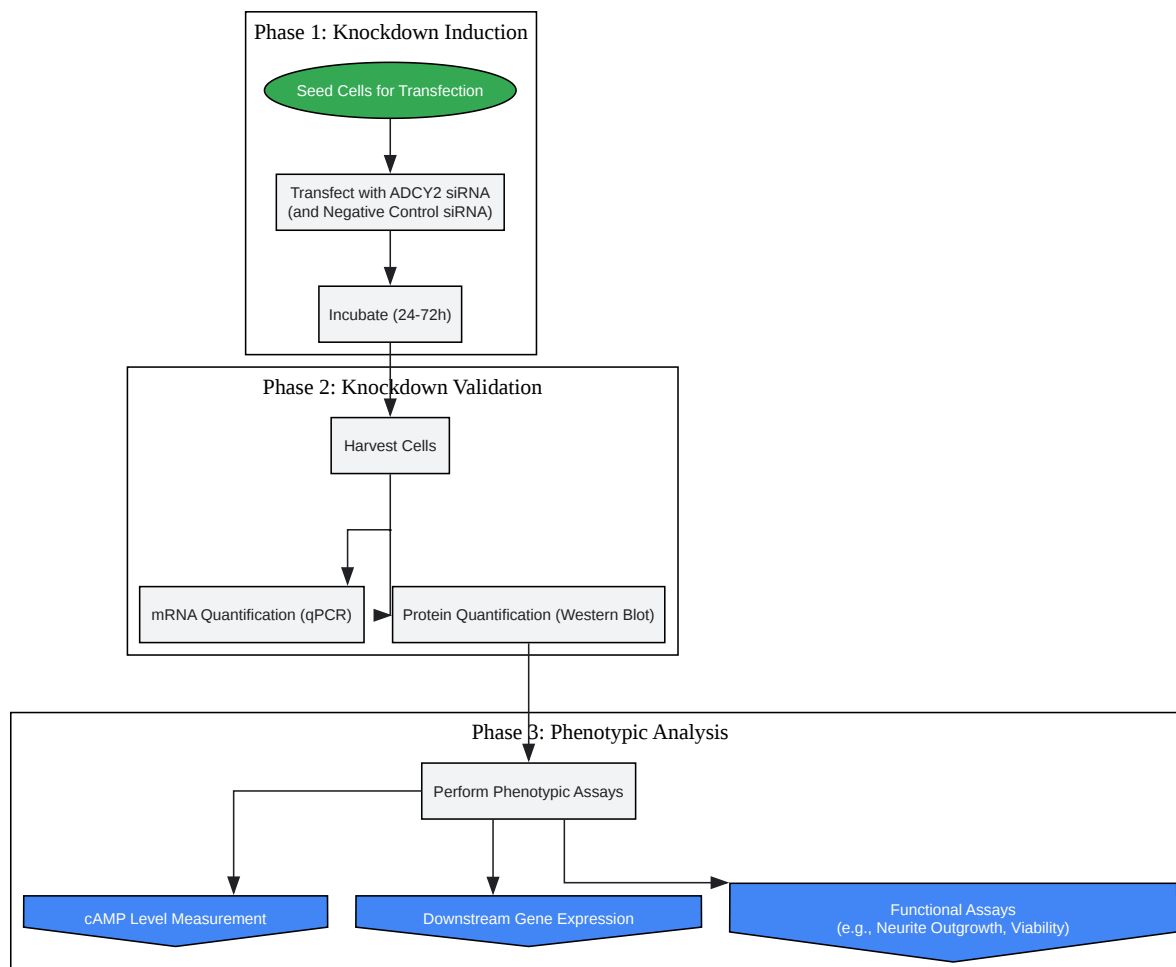 Phase 1: Knockdown Induction
Seed Cells for Transfection
Transfect with ADCY2 siRNA
(and Negative Control siRNA)
Incubate (24-72h)
Phase 2: Knockdown Validation
Harvest Cells
mRNA Quantification (qPCR)
Protein Quantification (Western Blot)
Phase 3: Phenotypic Analysis
Perform Phenotypic Assays
cAMP Level Measurement
Downstream Gene Expression
Functional Assays
(e.g., Neurite Outgrowth, Viability)